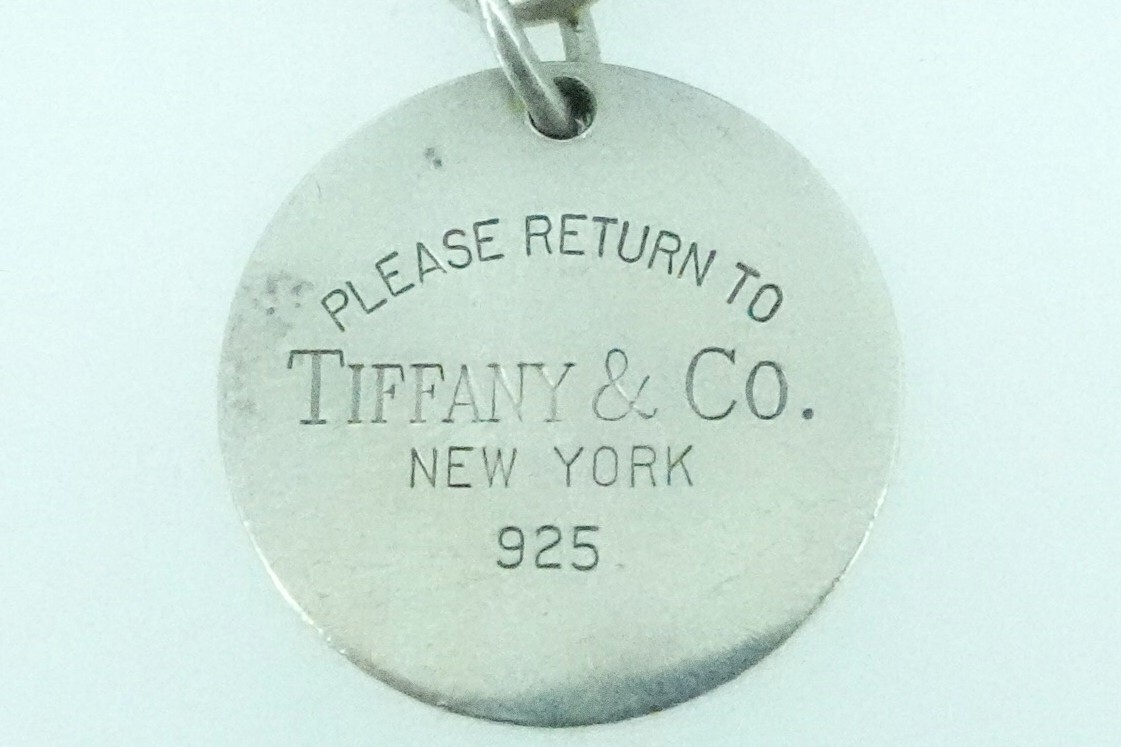 PLEASE RETURN TO
TIFFANY & CO.
NEW YORK
925